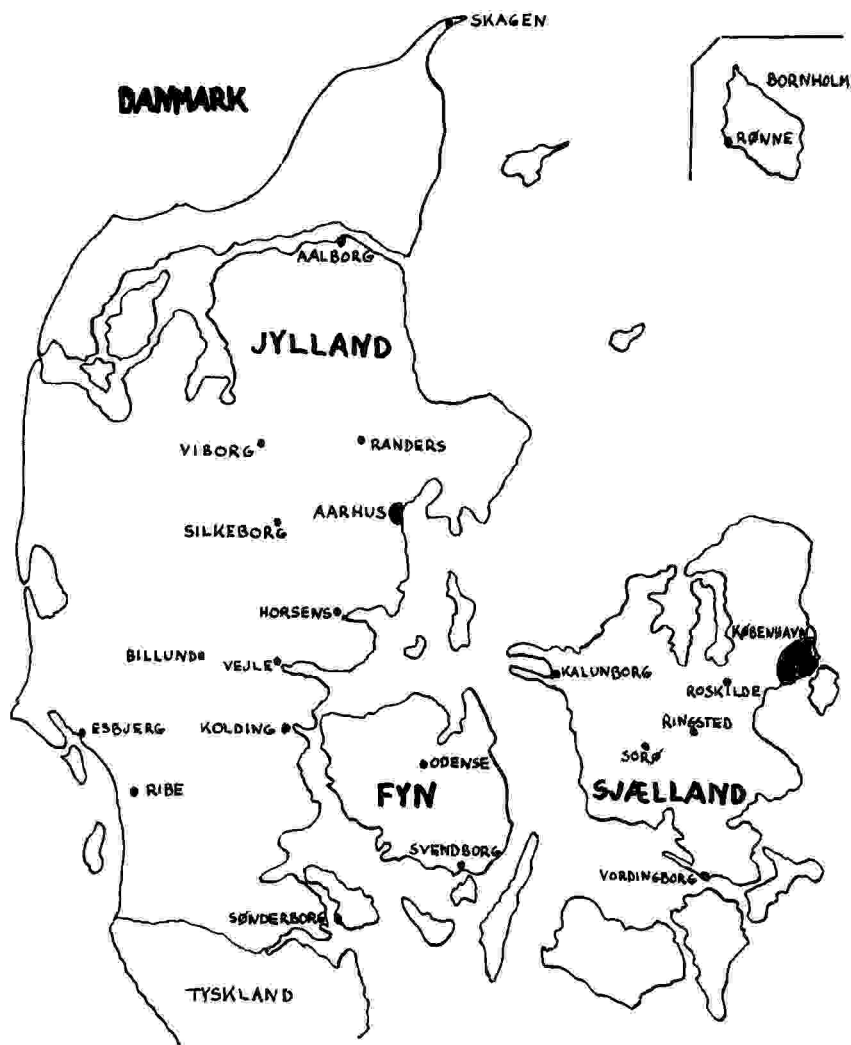 SKAGEN
DANMARK
BORNHOLM
RØNNE
AALBORG
JYLLAND
VIBORG
RANDERS
AARHUS
SILKEBORG
HORSENS
KØBENHAVN
BILLUND
VEJLE
KALUNBORG
ROSKILDE
ESBJERG
KOLDING
RINGSTED
SORØ
ODENSE
RIBE
FYN
SJÆLLAND
SVENDBORG
VORDINGBORG
SØNDERBORG
TYSKLAND